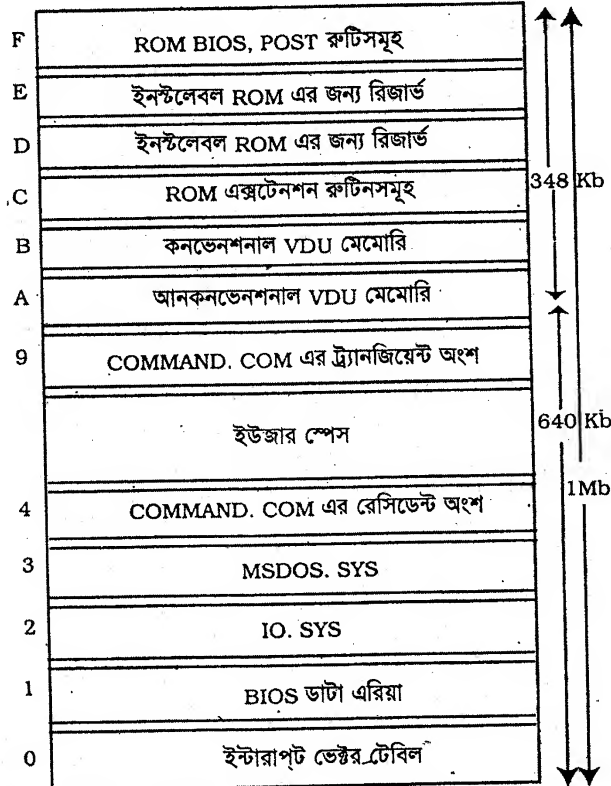 F ROM BIOS, POST রুটিসমূহ
E ইনস্টলেবল ROM এর জন্য রিজার্ভ
D ইনস্টলেবল ROM এর জন্য রিজার্ভ
C ROM এক্সটেনশন রুটিনসমূহ 348 Kb
B কনভেনশনাল VDU মেমোরি
A আনকনভেনশনাল VDU মেমোরি
9 COMMAND. COM এর ট্র্যানজিয়েন্ট অংশ
ইউজার স্পেস 640 Kb
1Mb
4 COMMAND. COM এর রেসিডেন্ট অংশ
3 MSDOS. SYS
2 IO. SYS
1 BIOS ডাটা এরিয়া
0 ইন্টারাপ্ট ভেক্টর টেবিল